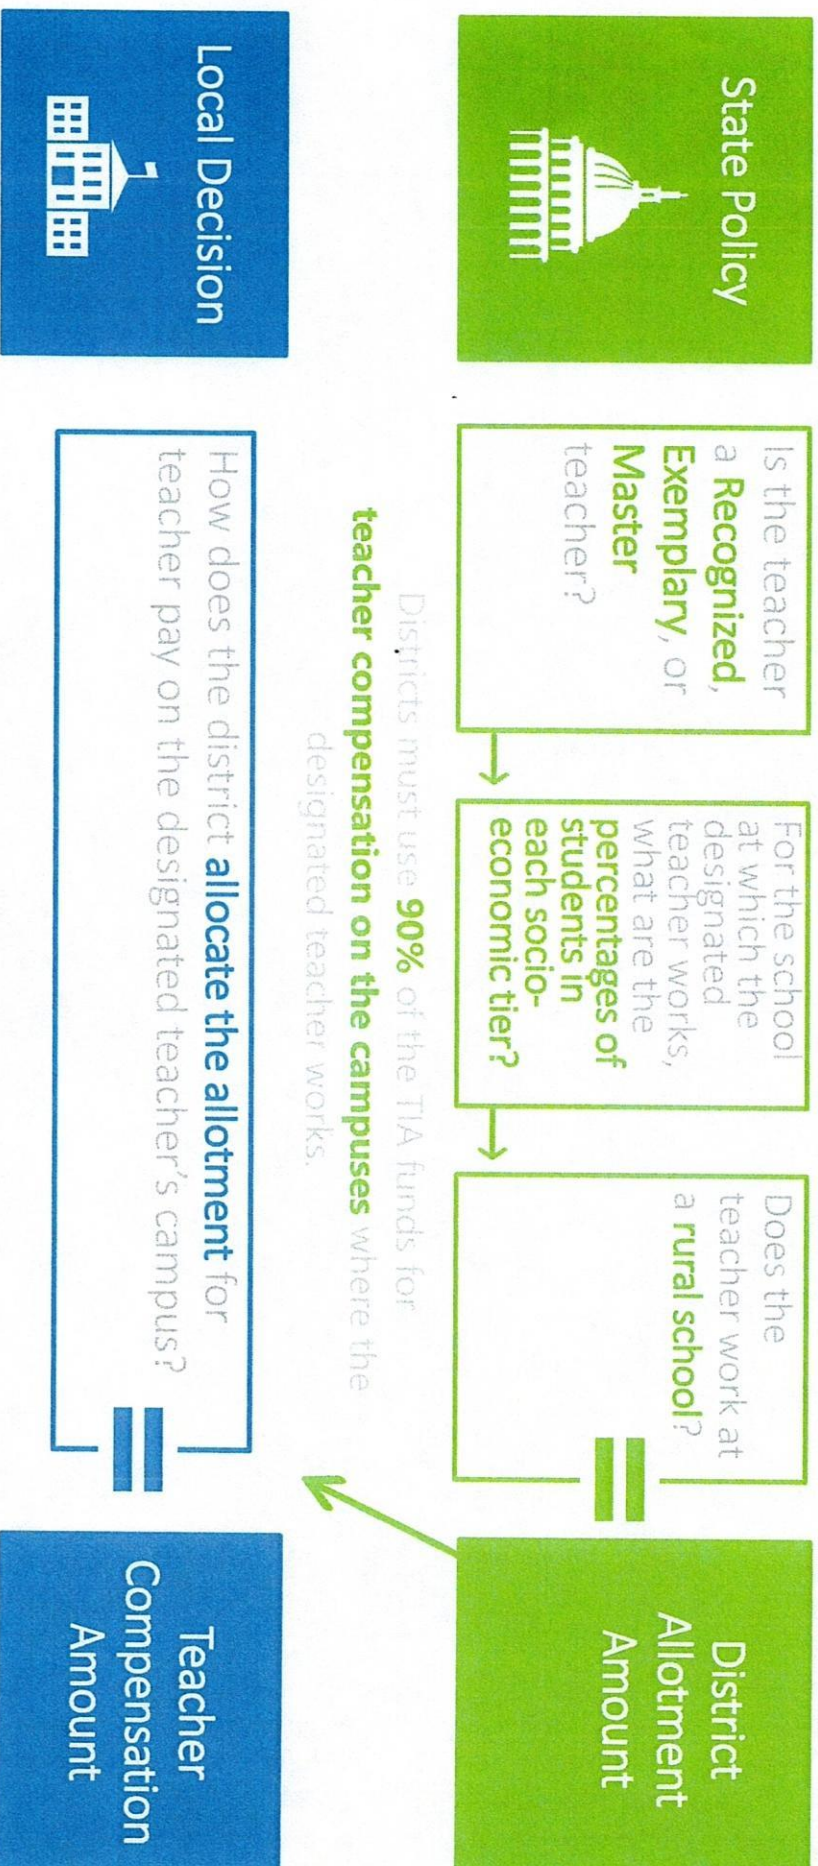 State Policy
Is the teacher
a Recognized,
Exemplary, or
Master
teacher?
For the school
at which the
designated
teacher works,
what are the
percentages of
students in
each socio-
economic tier?
Does the
teacher work at
a rural school?
=
District
Allotment
Amount
Districts must use 90% of the TIA funds for
teacher compensation on the campuses where the
designated teacher works.
Local Decision
How does the district allocate the allotment for
teacher pay on the designated teacher's campus?
=
Teacher
Compensation
Amount